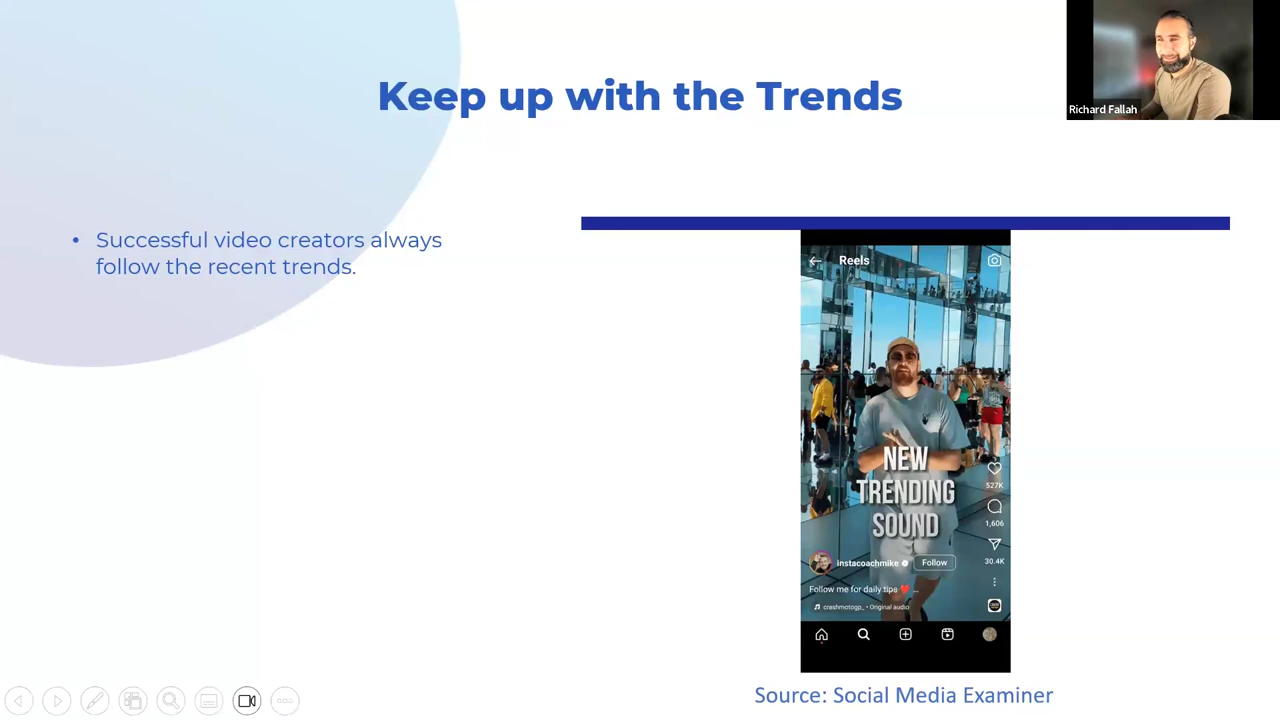 Keep up with the Trends
Richard Fallah
• Successful video creators always
follow the recent trends.
Reels
NEW
TRENDING
SOUND
527K
1,606
30.4K
instacoachmike
Follow
Follow me for daily tips ❤️ ...
crashmotogp_ • Original audio
Source: Social Media Examiner